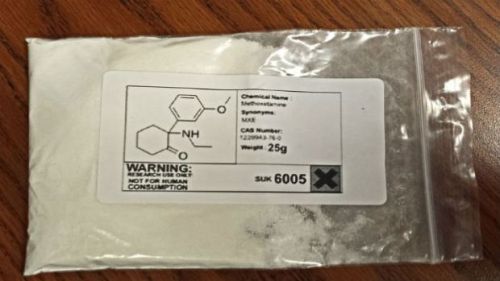 Chemical Name :
Methoxetamine
Synonyms:
MXE
CAS Number:
1239943-76-0
Weight: 25g
O
NH
O
WARNING:
RESEARCH USE ONLY
NOT FOR HUMAN
CONSUMPTION
SUK 6005